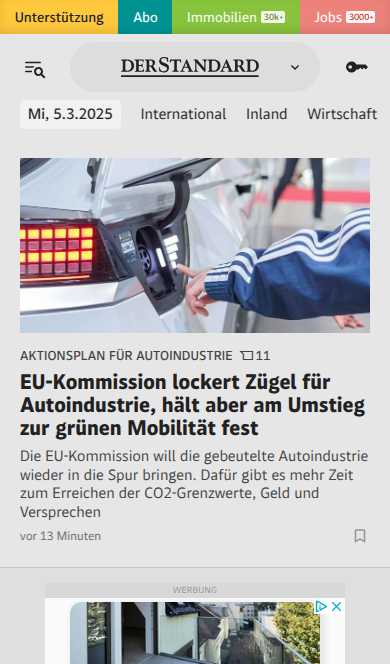 Unterstützung Abo Immobilien 30k+ Jobs 3000+
DERSTANDARD
Mi, 5.3.2025 International Inland Wirtschaft
AKTIONSPLAN FÜR AUTOINDUSTRIE 11
EU-Kommission lockert Zügel für
Autoindustrie, hält aber am Umstieg
zur grünen Mobilität fest
Die EU-Kommission will die gebeutelte Autoindustrie
wieder in die Spur bringen. Dafür gibt es mehr Zeit
zum Erreichen der CO2-Grenzwerte, Geld und
Versprechen
vor 13 Minuten
WERBUNG